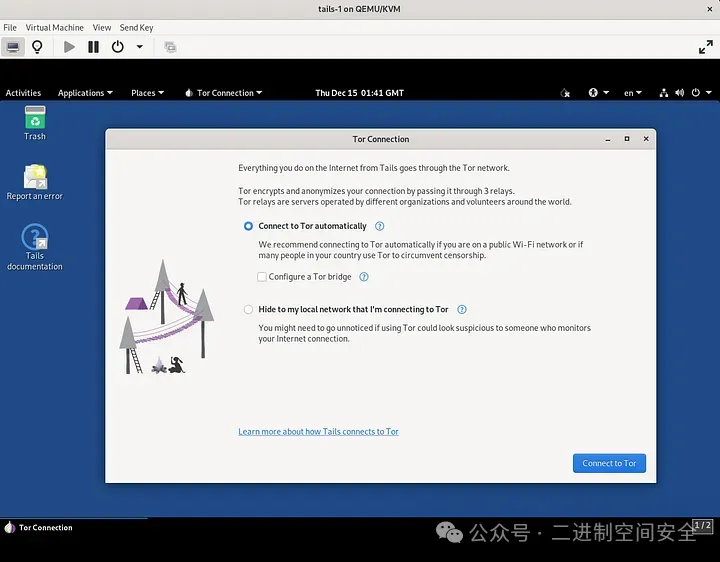 tails-1 on QEMU/KVM
File Virtual Machine View Send Key
Activities Applications Places Tor Connection Thu Dec 15 01:41 GMT en
Trash
Report an error
Tails
documentation
Tor Connection
Everything you do on the Internet from Tails goes through the Tor network.
Tor encrypts and anonymizes your connection by passing it through 3 relays.
Tor relays are servers operated by different organizations and volunteers around the world.
Connect to Tor automatically
We recommend connecting to Tor automatically if you are on a public Wi-Fi network or if
many people in your country use Tor to circumvent censorship.
Configure a Tor bridge
Hide to my local network that I'm connecting to Tor
You might need to go unnoticed if using Tor could look suspicious to someone who monitors
your Internet connection.
Learn more about how Tails connects to Tor
Connect to Tor
Tor Connection
1 / 2
公众号 · 二进制空间安全